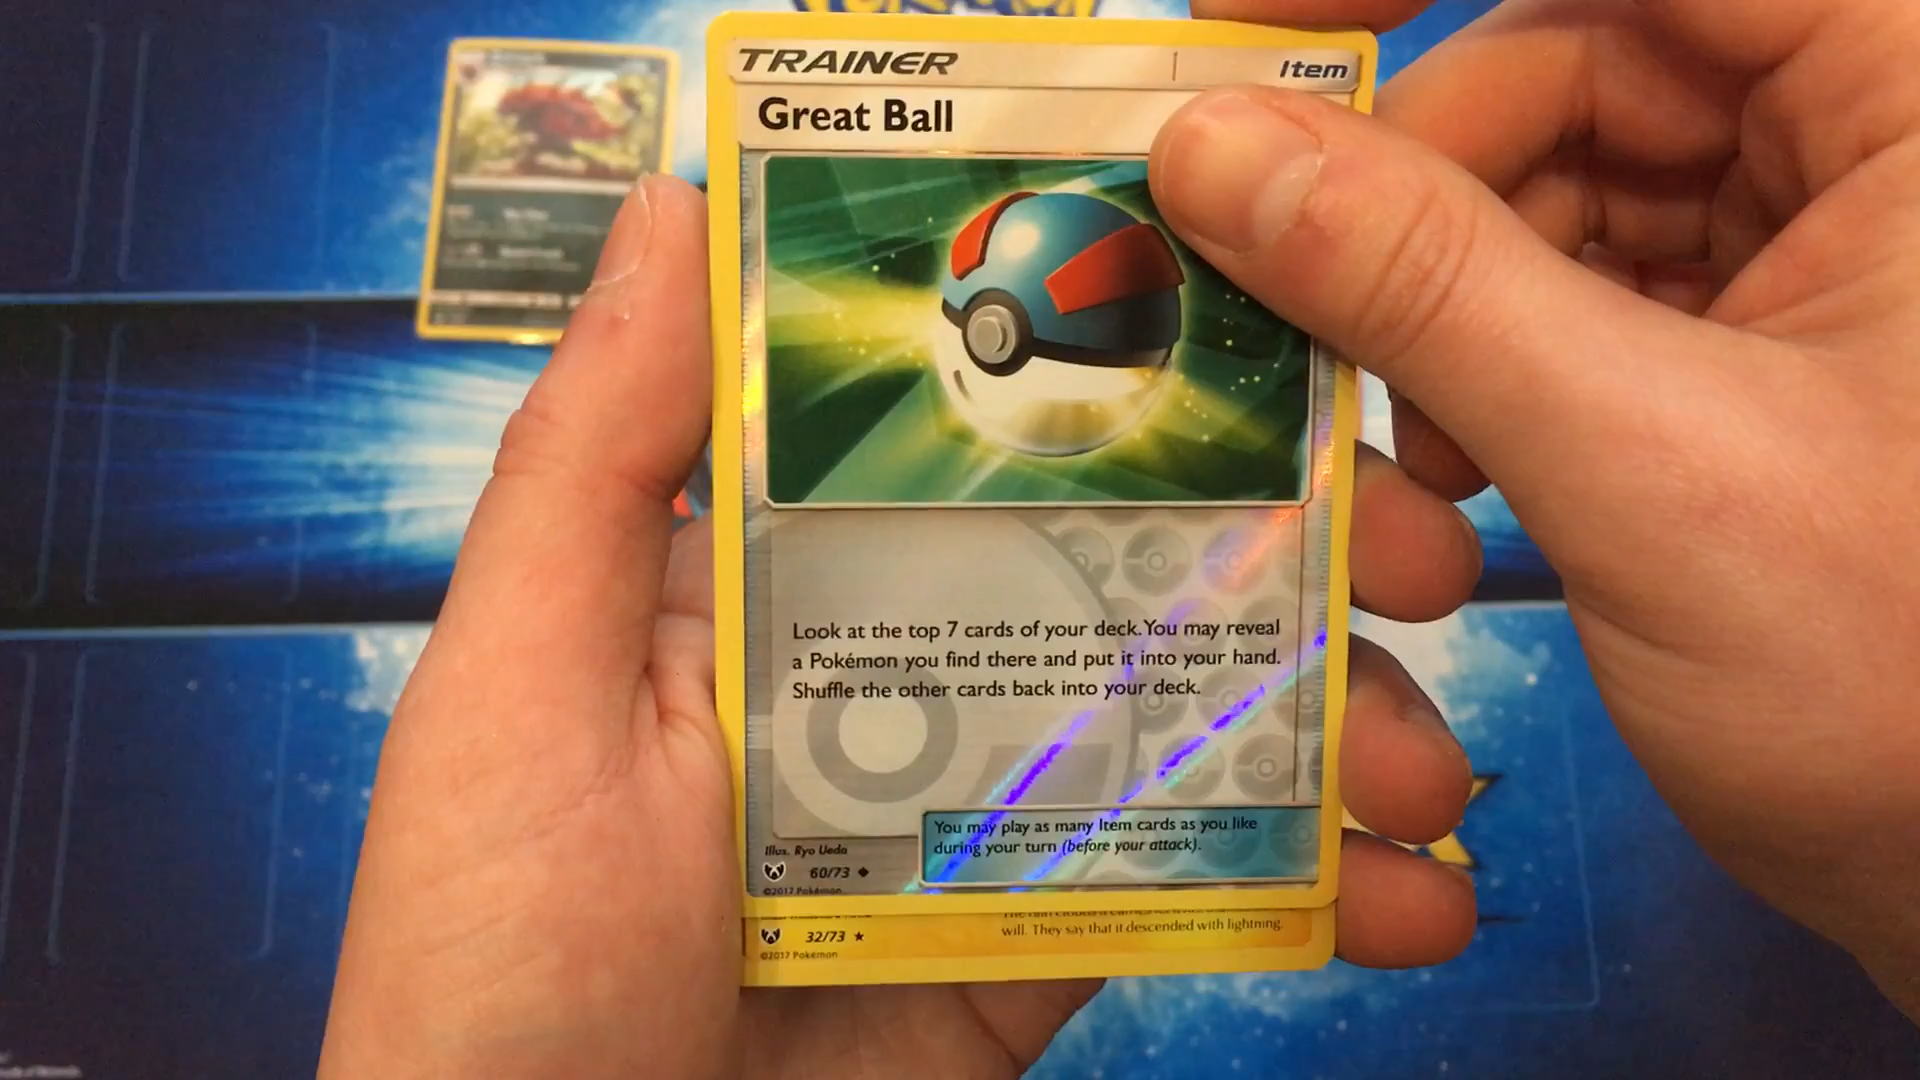 TRAINER
Item
Great Ball
Look at the top 7 cards of your deck. You may reveal
a Pokémon you find there and put it into your hand.
Shuffle the other cards back into your deck.
You may play as many Item cards as you like
during your turn (before your attack).
Illus. Ryo Ueda
60/73
©2017 Pokémon
will. They say that it descended with lightning.
32/73
©2017 Pokémon